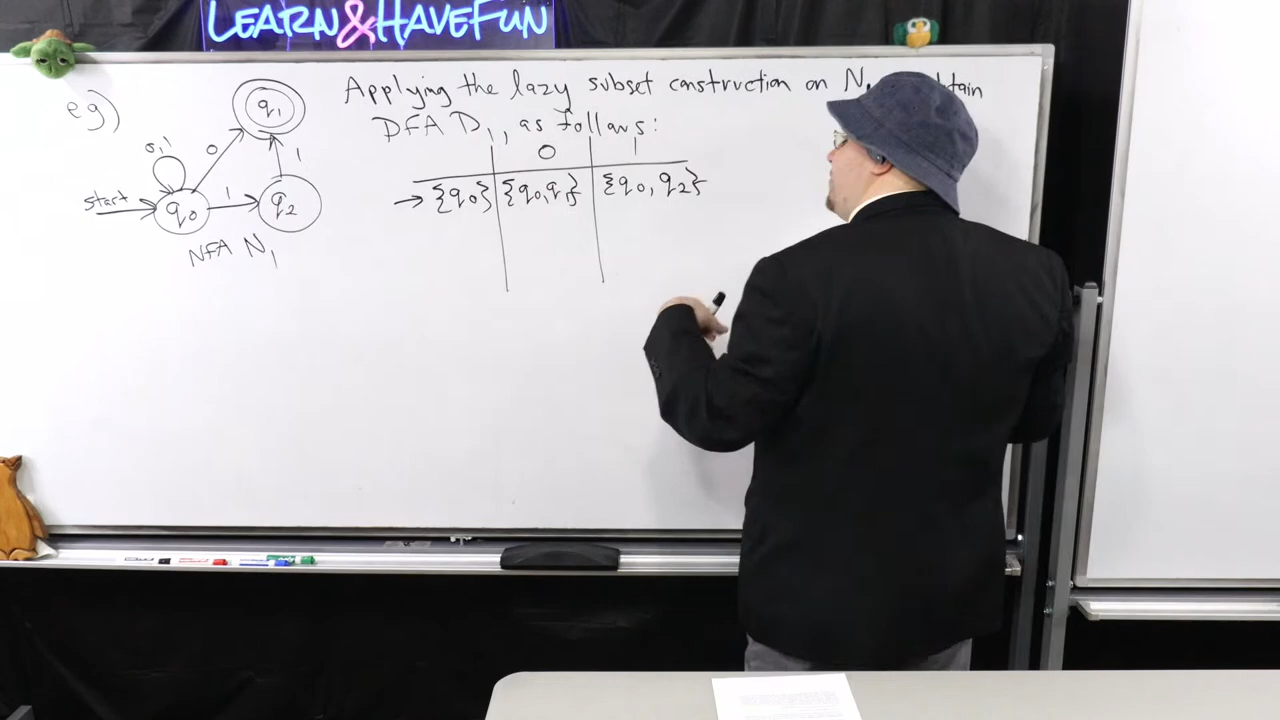 LEARN&HAVEFUN
eg)
Applying the lazy subset construction on N
DFA D₁, as follows:
0 1
→ {q₀} {q₀,q₁} {q₀, q₂}
q₁
0,1
0
1
start
q₀
1
q₂
NFA N₁